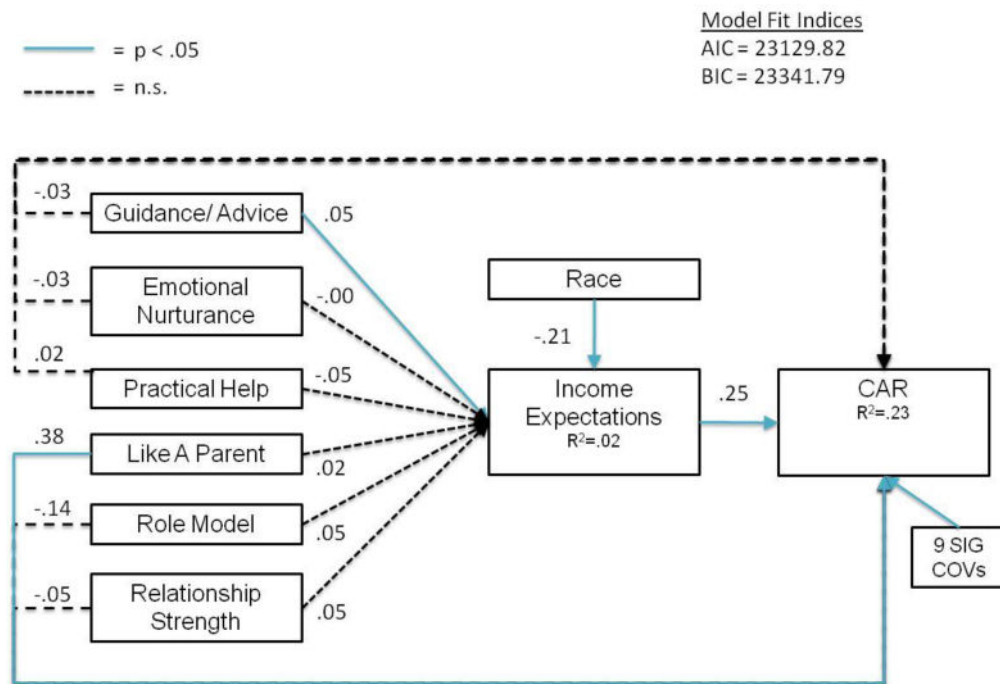 = p < .05
= n.s.
Model Fit Indices
AIC = 23129.82
BIC = 23341.79
-.03
Guidance/ Advice
.05
-.03
Emotional
Nurturance
-.00
Race
-.21
.02
Practical Help
-.05
Income
Expectations
R²=.02
.25
CAR
R²=.23
.38
Like A Parent
.02
-.14
Role Model
.05
9 SIG
COVs
-.05
Relationship
Strength
.05